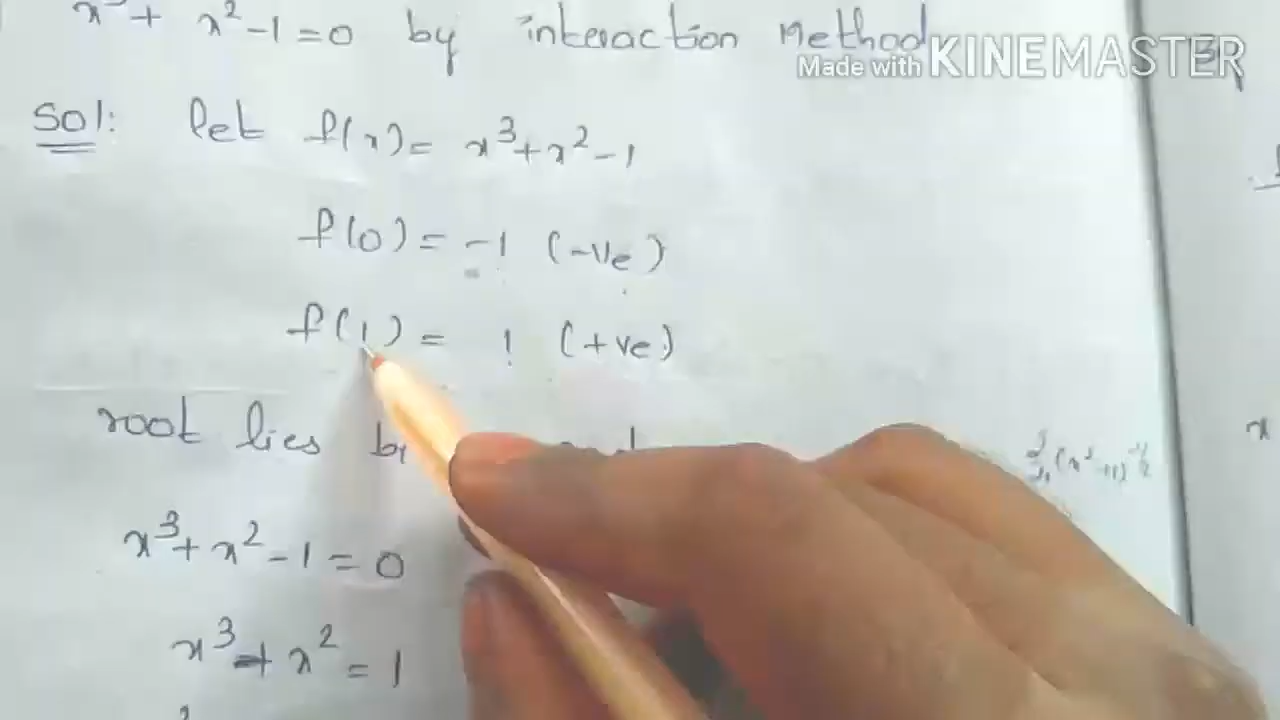 x³ + x² - 1 = 0 by interaction Method
Made with KINEMASTER
Sol: let f(x) = x³ + x² - 1
f(0) = -1 (-ve)
f(1) = 1 (+ve)
root lies
x³ + x² - 1 = 0
x³ + x² = 1
x